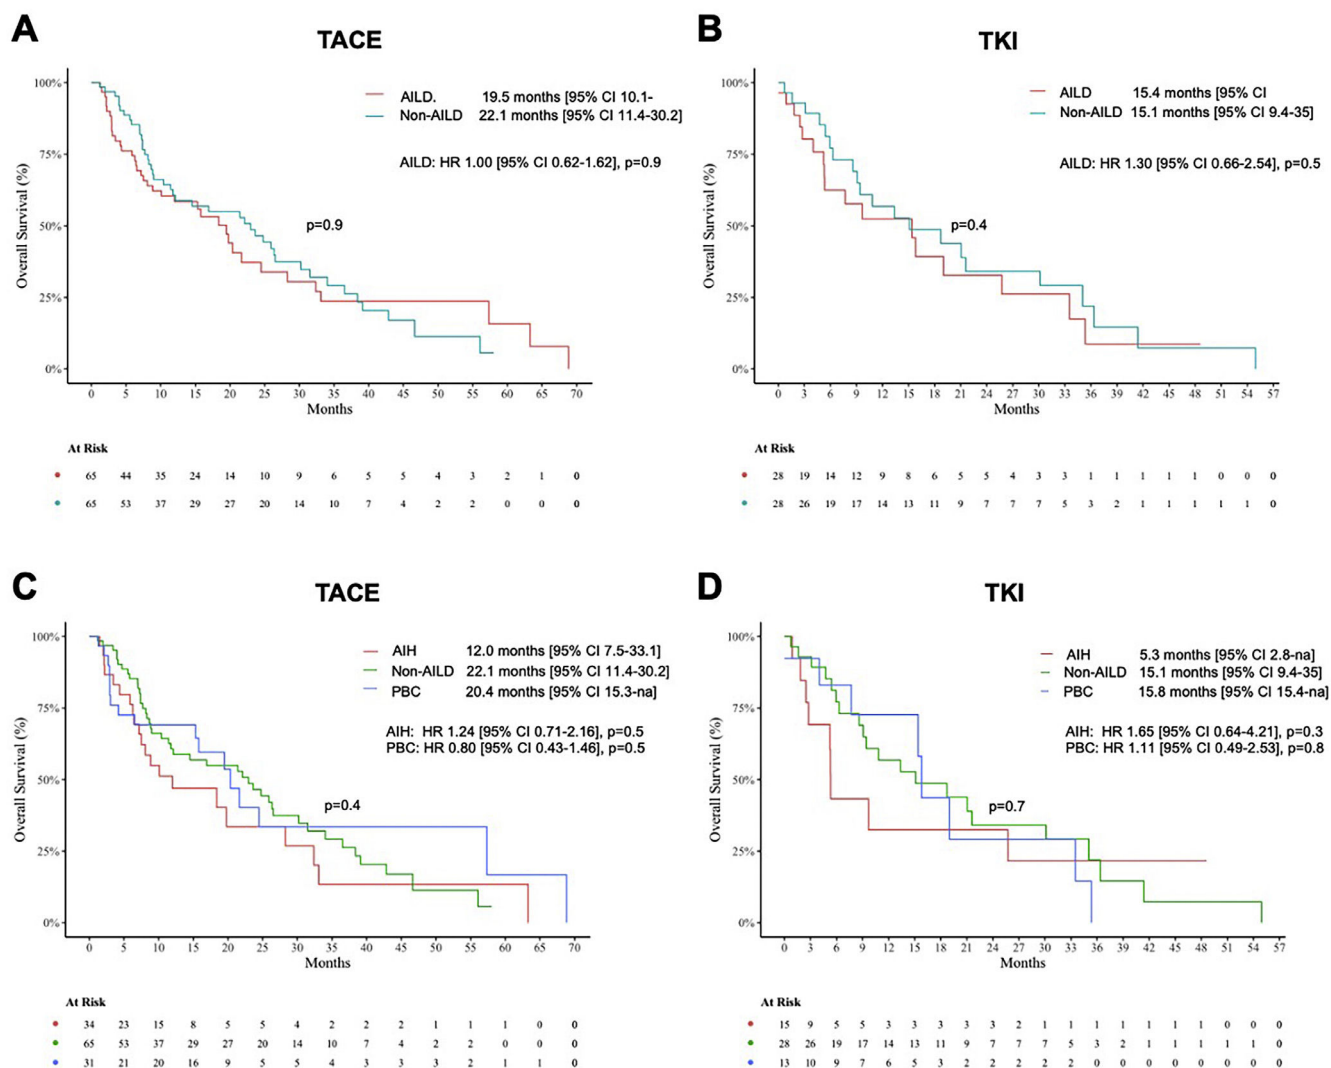 A
TACE
100%
75%
50%
25%
0%
Overall Survival (%)
AILD. 19.5 months [95% CI 10.1-
Non-AILD 22.1 months [95% CI 11.4-30.2]
AILD: HR 1.00 [95% CI 0.62-1.62], p=0.9
p=0.9
0 5 10 15 20 25 30 35 40 45 50 55 60 65 70
Months
At Risk
65 44 35 24 14 10 9 6 5 5 4 3 2 1 0
65 53 37 29 27 20 14 10 7 4 2 2 0 0 0
B
TKI
100%
75%
50%
25%
0%
Overall Survival (%)
AILD 15.4 months [95% CI
Non-AILD 15.1 months [95% CI 9.4-35]
AILD: HR 1.30 [95% CI 0.66-2.54], p=0.5
p=0.4
0 3 6 9 12 15 18 21 24 27 30 33 36 39 42 45 48 51 54 57
Months
At Risk
28 19 14 12 9 8 6 5 5 4 3 3 1 1 1 1 1 0 0 0
28 26 19 17 14 13 11 9 7 7 7 5 3 2 1 1 1 1 1 0
C
TACE
100%
75%
50%
25%
0%
Overall Survival (%)
AIH 12.0 months [95% CI 7.5-33.1]
Non-AILD 22.1 months [95% CI 11.4-30.2]
PBC 20.4 months [95% CI 15.3-na]
AIH: HR 1.24 [95% CI 0.71-2.16], p=0.5
PBC: HR 0.80 [95% CI 0.43-1.46], p=0.5
p=0.4
0 5 10 15 20 25 30 35 40 45 50 55 60 65 70
Months
At Risk
34 23 15 8 5 5 4 2 2 2 1 1 1 0 0
65 53 37 29 27 20 14 10 7 4 2 2 0 0 0
31 21 20 16 9 5 5 4 3 3 3 2 1 1 0
D
TKI
100%
75%
50%
25%
0%
Overall Survival (%)
AIH 5.3 months [95% CI 2.8-na]
Non-AILD 15.1 months [95% CI 9.4-35]
PBC 15.8 months [95% CI 15.4-na]
AIH: HR 1.65 [95% CI 0.64-4.21], p=0.3
PBC: HR 1.11 [95% CI 0.49-2.53], p=0.8
p=0.7
0 3 6 9 12 15 18 21 24 27 30 33 36 39 42 45 48 51 54 57
Months
At Risk
15 9 5 5 3 3 3 3 3 2 1 1 1 1 1 1 1 0 0 0
28 26 19 17 14 13 11 9 7 7 7 5 3 2 1 1 1 1 1 0
13 10 9 7 6 5 3 2 2 2 2 2 0 0 0 0 0 0 0 0